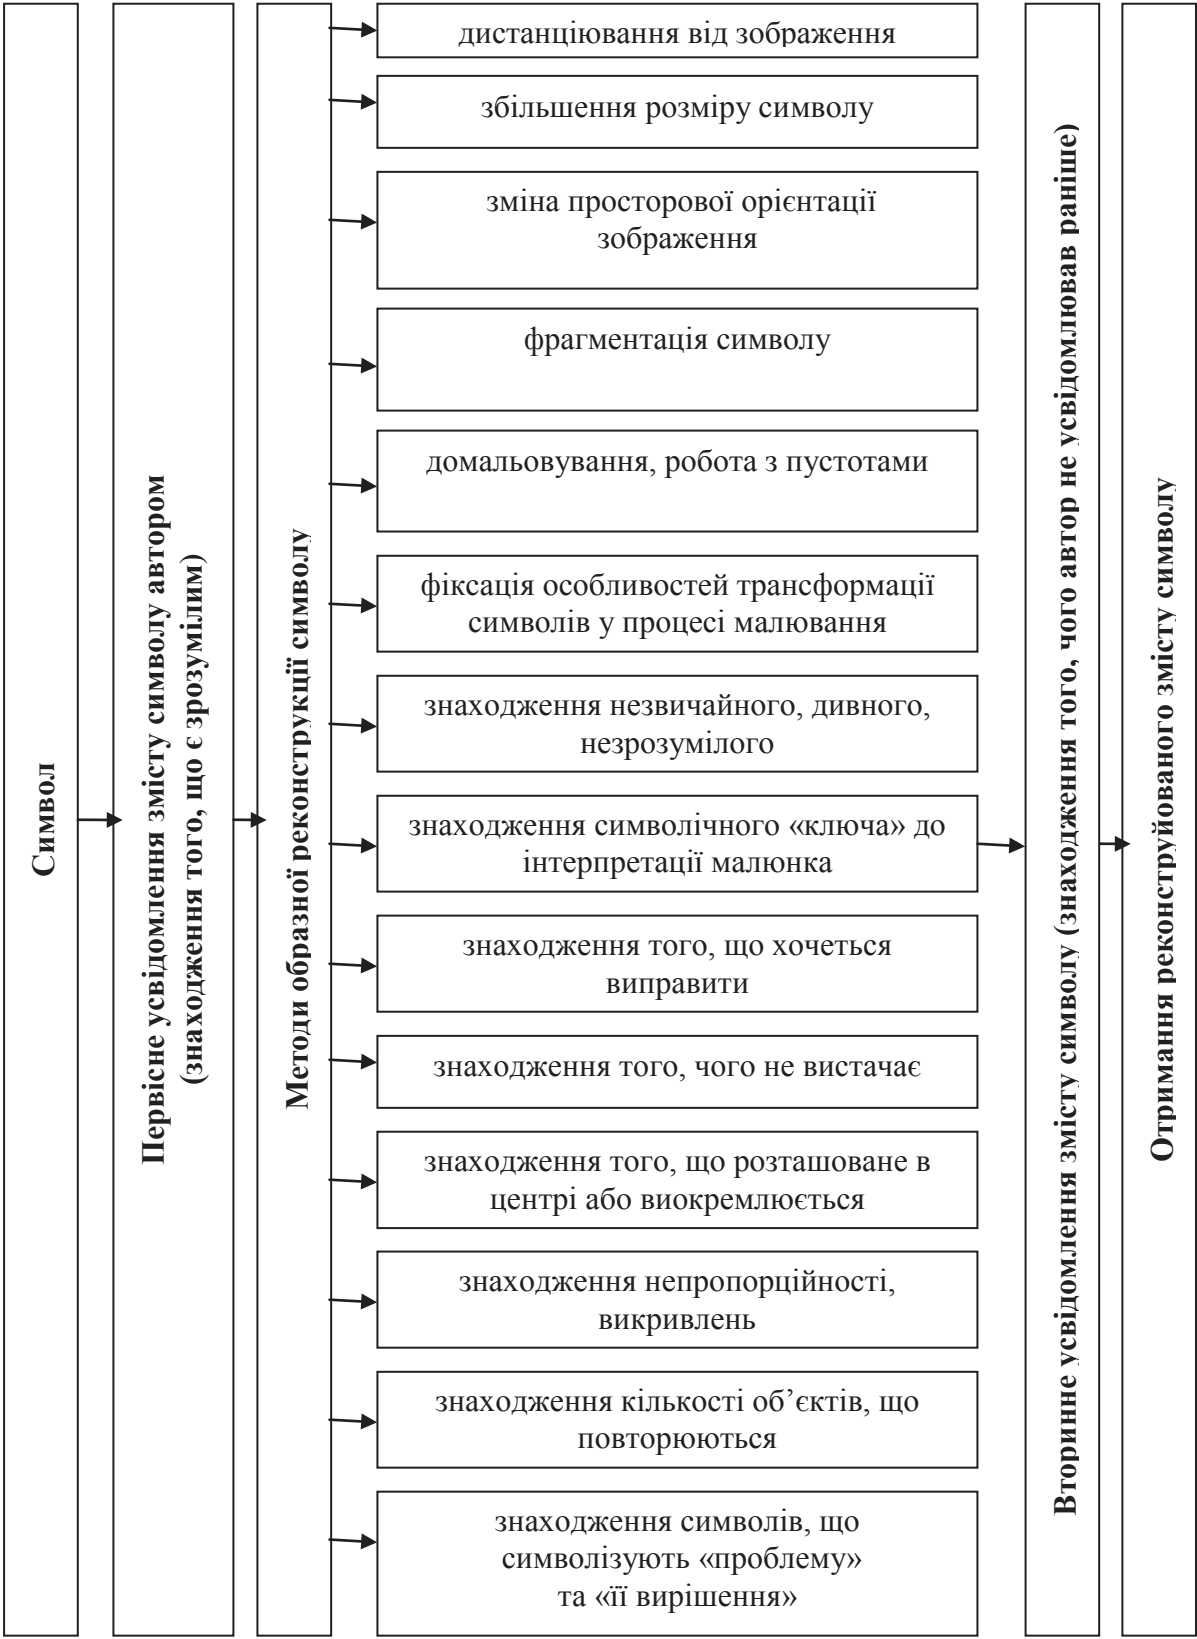 Символ
Первісне усвідомлення змісту символу автором
(знаходження того, що є зрозумілим)
Методи образної реконструкції символу
дистанціювання від зображення
збільшення розміру символу
зміна просторової орієнтації
зображення
фрагментація символу
домальовування, робота з пустотами
фіксація особливостей трансформації
символів у процесі малювання
знаходження незвичайного, дивного,
незрозумілого
знаходження символічного «ключа» до
інтерпретації малюнка
знаходження того, що хочеться
виправити
знаходження того, чого не вистачає
знаходження того, що розташоване в
центрі або виокремлюється
знаходження непропорційності,
викривлень
знаходження кількості об’єктів, що
повторюються
знаходження символів, що
символізують «проблему»
та «її вирішення»
Вторинне усвідомлення змісту символу (знаходження того, чого автор не усвідомлював раніше)
Отримання реконструйованого змісту символу